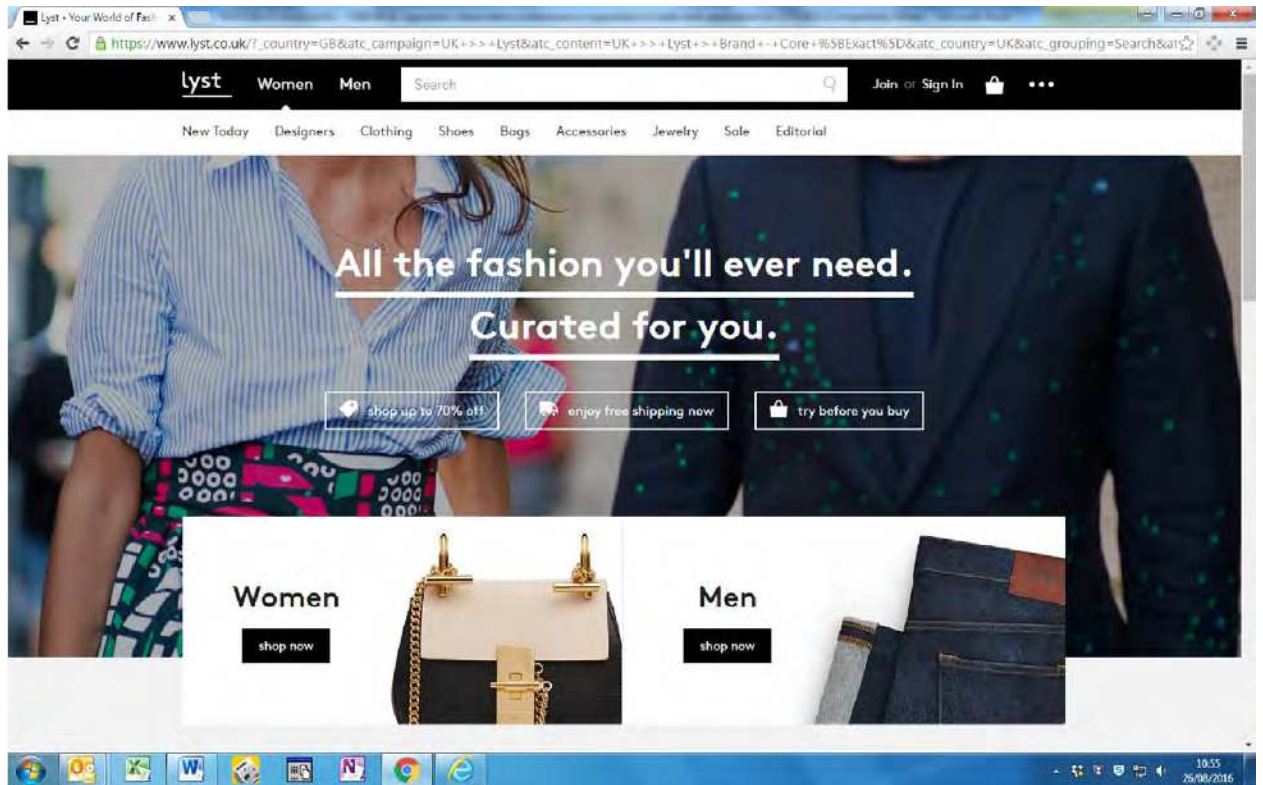 Lyst • Your World of Fash
https://www.lyst.co.uk/?_country=GB&atc_campaign=UK+>>+Lyst&atc_content=UK+>>+Lyst+>+Brand+-+Core+%5BExact%5D&atc_country=UK&atc_grouping=Search&at
lyst Women Men Search Join or Sign In
New Today Designers Clothing Shoes Bags Accessories Jewelry Sale Editorial
All the fashion you'll ever need.
Curated for you.
shop up to 70% off enjoy free shipping now try before you buy
Women Men
shop now shop now
10:55
26/08/2016